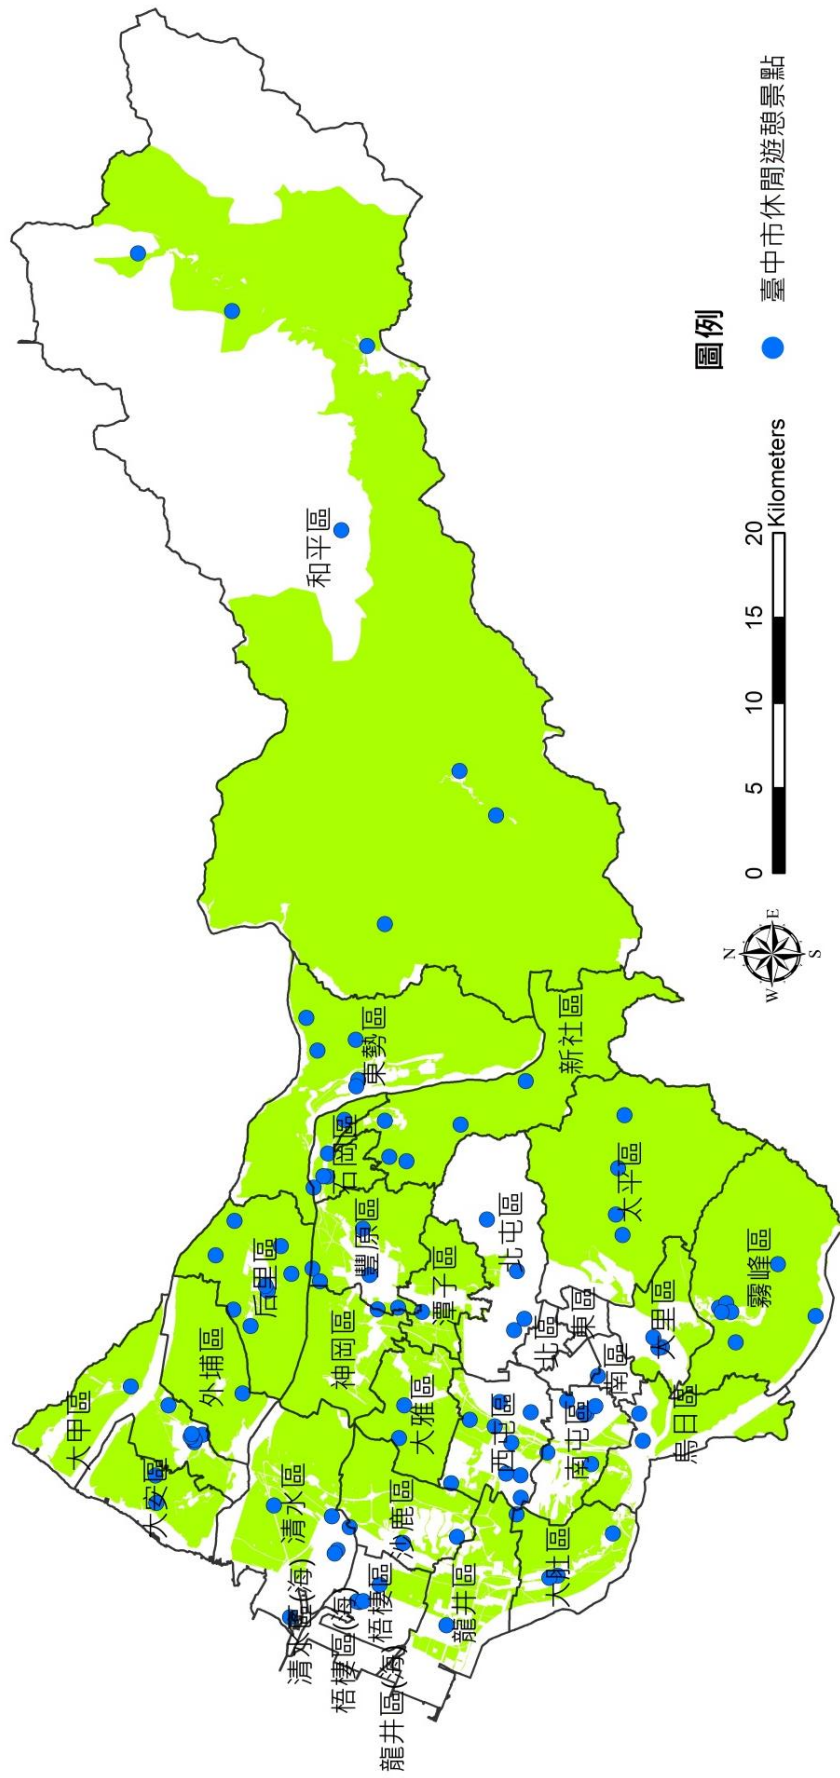 大甲區
大安區
外埔區
后里區
清水區
清水區(海)
梧棲區(海)
梧棲區
龍井區(海)
沙鹿區
龍井區
大肚區
神岡區
大雅區
豐原區
潭子區
石岡區
東勢區
新社區
和平區
西屯區
南屯區
北屯區
北區
東區
南區
烏日區
大里區
太平區
霧峰區
N
E
S
W
0 5 10 15 20
Kilometers
圖例
臺中市休閒遊憩景點